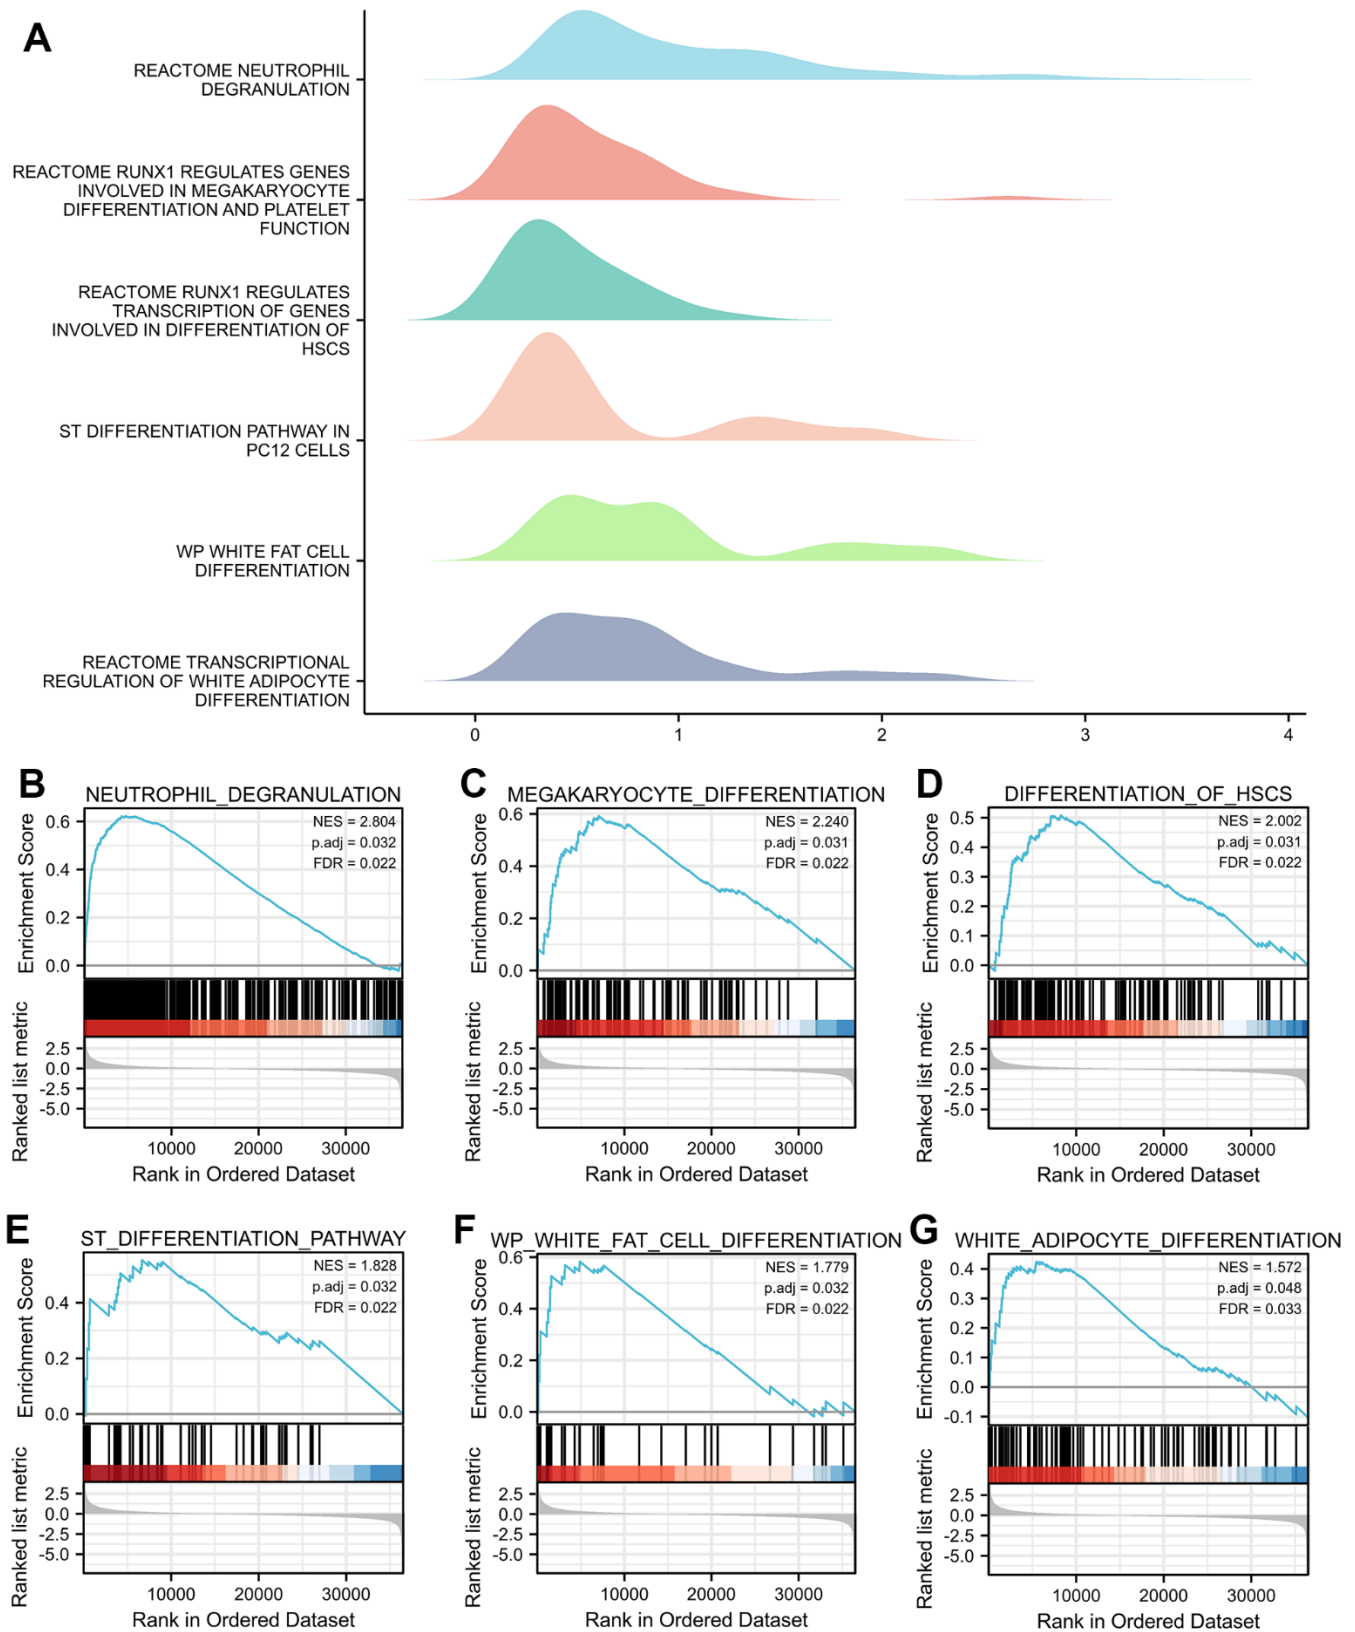 A
REACTOME NEUTROPHIL
DEGRANULATION
REACTOME RUNX1 REGULATES GENES
INVOLVED IN MEGAKARYOCYTE
DIFFERENTIATION AND PLATELET
FUNCTION
REACTOME RUNX1 REGULATES
TRANSCRIPTION OF GENES
INVOLVED IN DIFFERENTIATION OF
HSCS
ST DIFFERENTIATION PATHWAY IN
PC12 CELLS
WP WHITE FAT CELL
DIFFERENTIATION
REACTOME TRANSCRIPTIONAL
REGULATION OF WHITE ADIPOCYTE
DIFFERENTIATION
0 1 2 3 4
B
NEUTROPHIL_DEGRANULATION
NES = 2.804
p.adj = 0.032
FDR = 0.022
Enrichment Score
0.6
0.4
0.2
0.0
Ranked list metric
2.5
0.0
-2.5
-5.0
10000 20000 30000
Rank in Ordered Dataset
C
MEGAKARYOCYTE_DIFFERENTIATION
NES = 2.240
p.adj = 0.031
FDR = 0.022
Enrichment Score
0.6
0.4
0.2
0.0
Ranked list metric
2.5
0.0
-2.5
-5.0
10000 20000 30000
Rank in Ordered Dataset
D
DIFFERENTIATION_OF_HSCS
NES = 2.002
p.adj = 0.031
FDR = 0.022
Enrichment Score
0.5
0.4
0.3
0.2
0.1
0.0
Ranked list metric
2.5
0.0
-2.5
-5.0
10000 20000 30000
Rank in Ordered Dataset
E
ST_DIFFERENTIATION_PATHWAY
NES = 1.828
p.adj = 0.032
FDR = 0.022
Enrichment Score
0.4
0.2
0.0
Ranked list metric
2.5
0.0
-2.5
-5.0
10000 20000 30000
Rank in Ordered Dataset
F
WP_WHITE_FAT_CELL_DIFFERENTIATION
NES = 1.779
p.adj = 0.032
FDR = 0.022
Enrichment Score
0.6
0.4
0.2
0.0
Ranked list metric
2.5
0.0
-2.5
-5.0
10000 20000 30000
Rank in Ordered Dataset
G
WHITE_ADIPOCYTE_DIFFERENTIATION
NES = 1.572
p.adj = 0.048
FDR = 0.033
Enrichment Score
0.4
0.3
0.2
0.1
0.0
-0.1
Ranked list metric
2.5
0.0
-2.5
-5.0
10000 20000 30000
Rank in Ordered Dataset